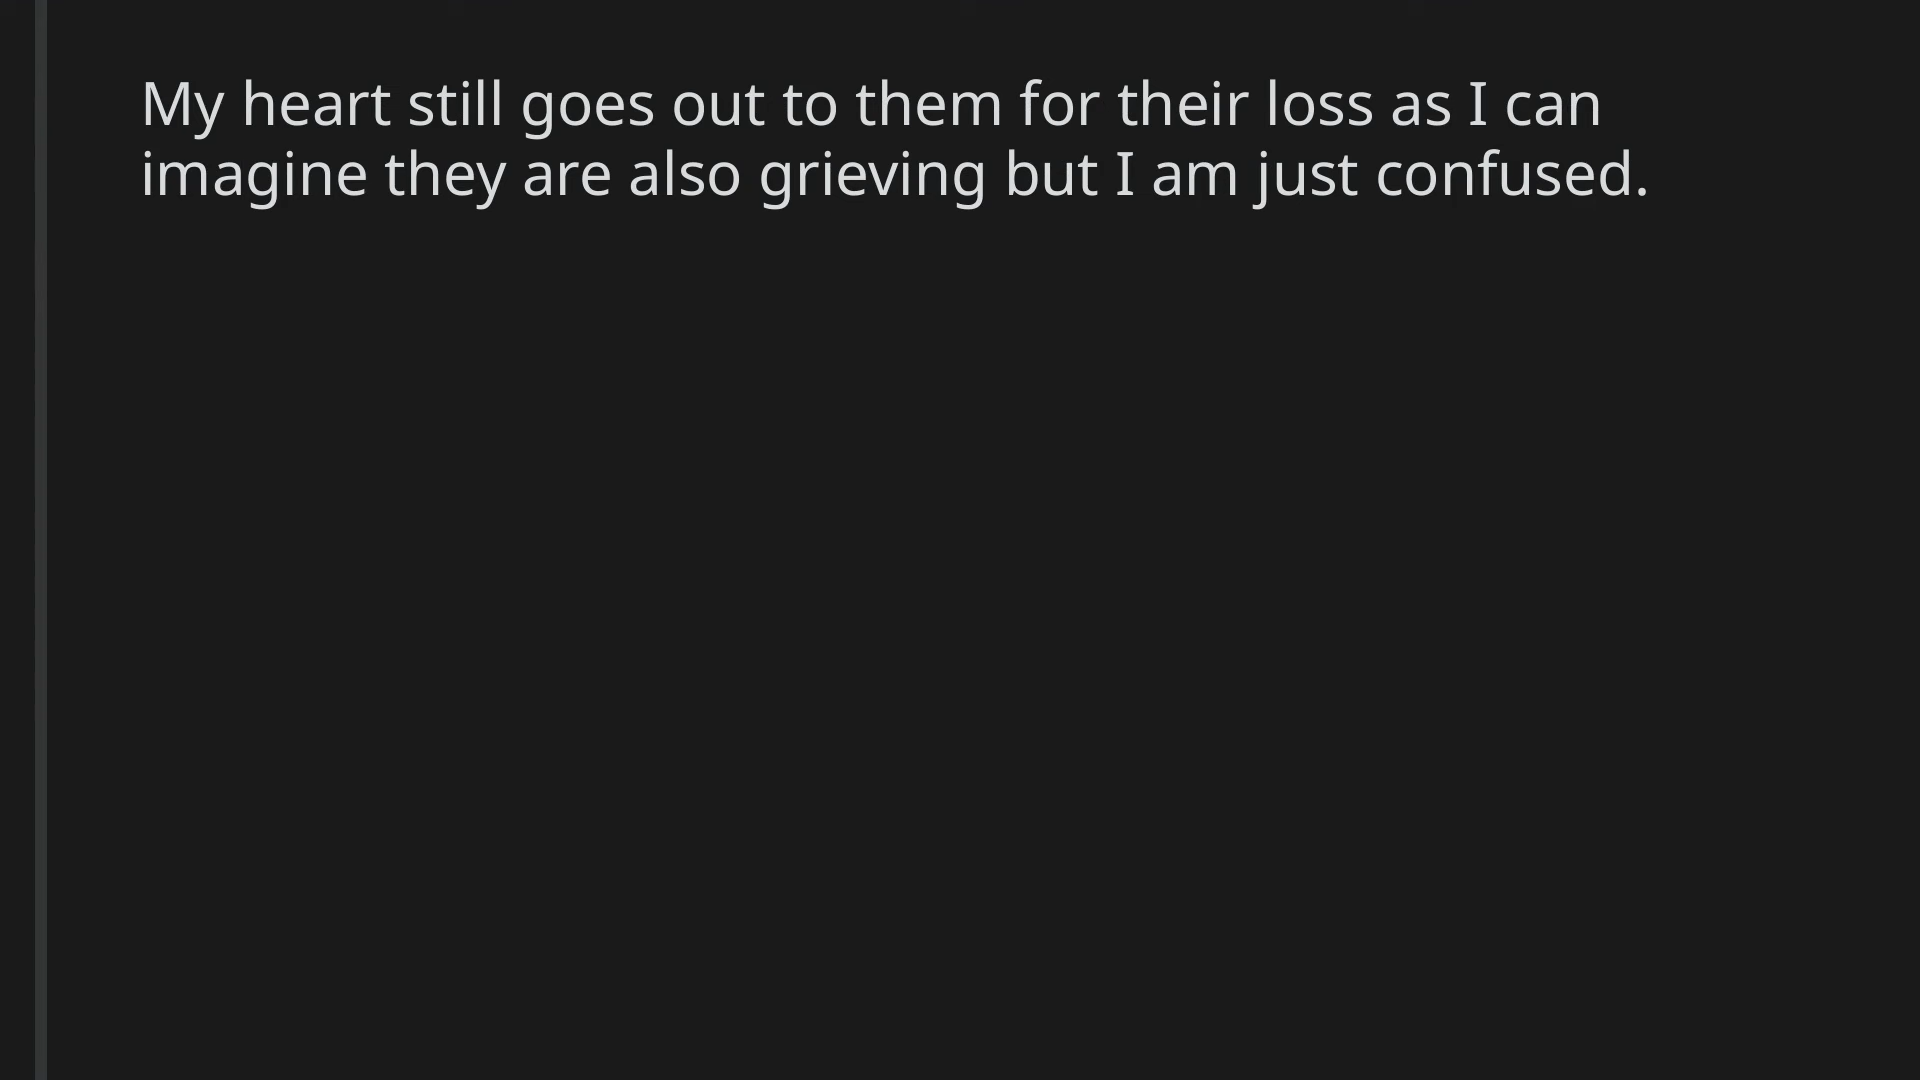 My heart still goes out to them for their loss as I can
imagine they are also grieving but I am just confused.